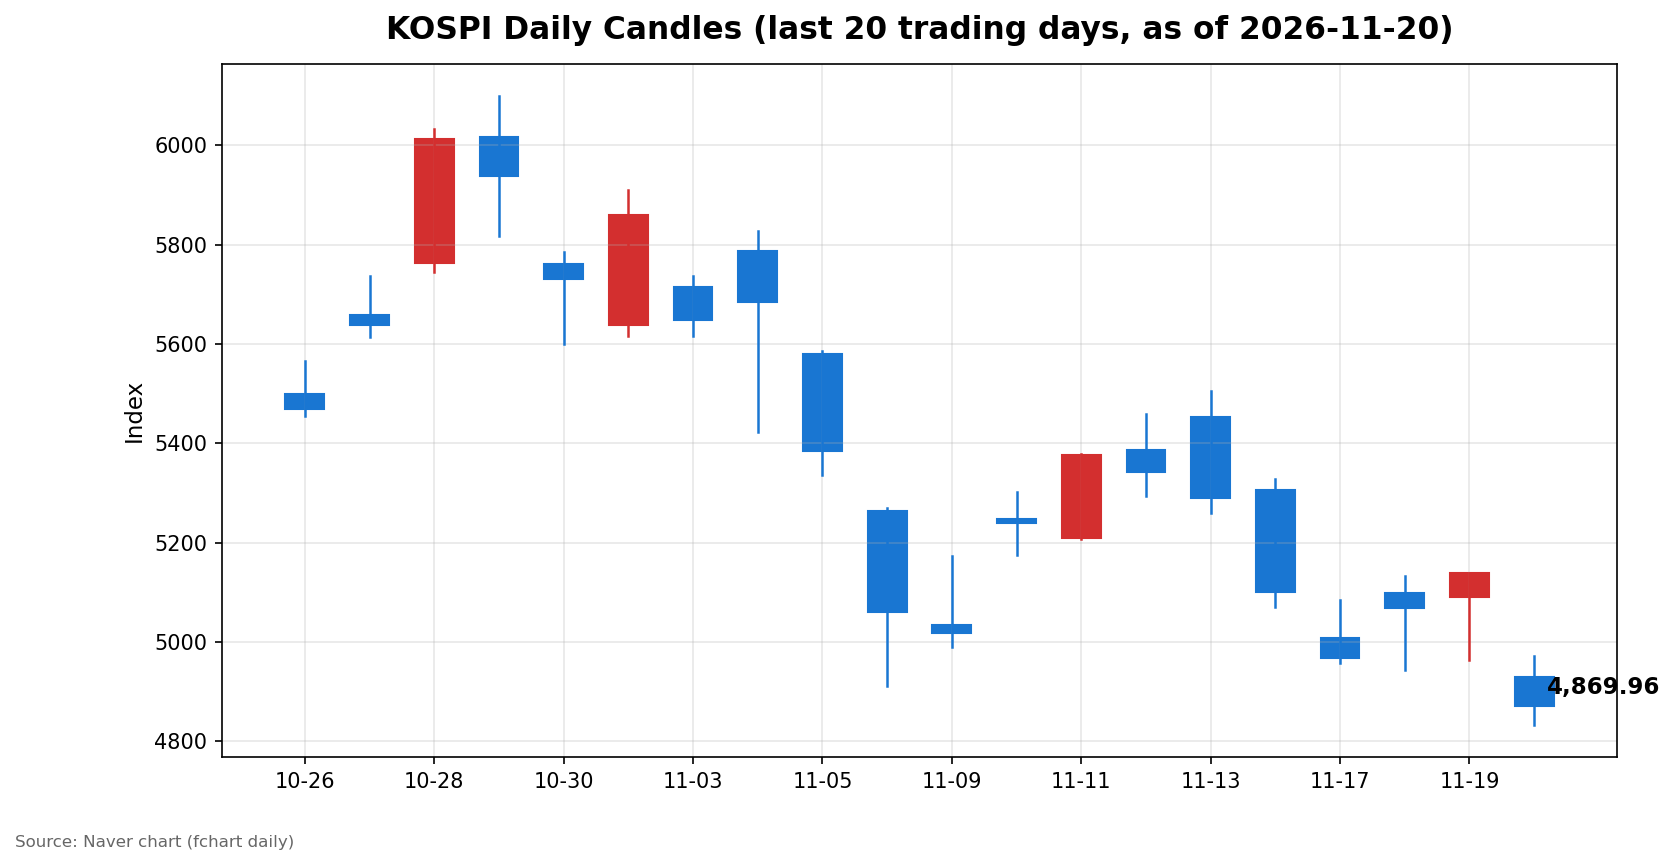 KOSPI Daily Candles (last 20 trading days, as of 2026-11-20)
Index
6000
5800
5600
5400
5200
5000
4800
4,869.96
10-26 10-28 10-30 11-03 11-05 11-09 11-11 11-13 11-17 11-19
Source: Naver chart (fchart daily)